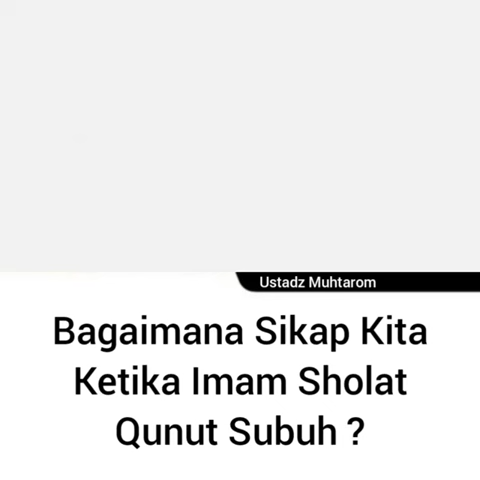 Ustadz Muhtarom
Bagaimana Sikap Kita
Ketika Imam Sholat
Qunut Subuh ?